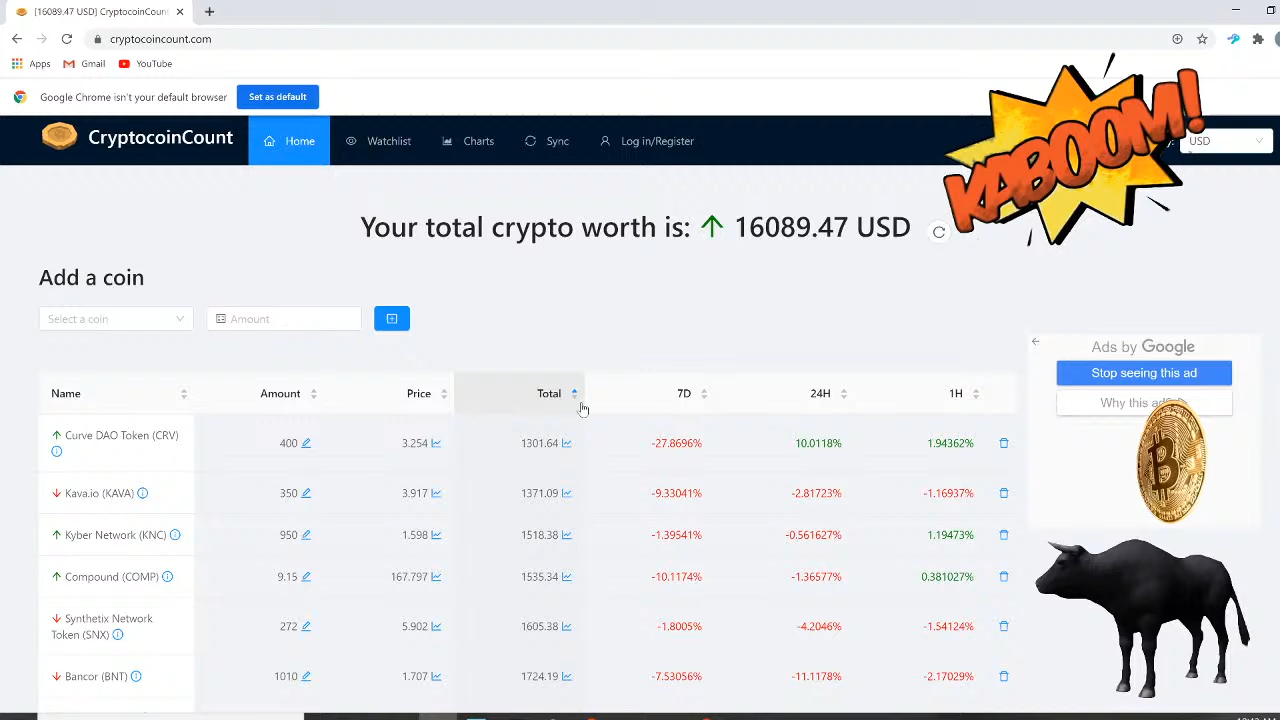 [16089.47 USD] CryptocoinCount
cryptocoincount.com
Apps Gmail YouTube
Google Chrome isn't your default browser Set as default
CryptocoinCount Home Watchlist Charts Sync Log in/Register USD
KABOOM!
Your total crypto worth is: ↑ 16089.47 USD
Add a coin
Select a coin Amount
Ads by Google
Stop seeing this ad
Why this ad?
Name Amount Price Total 7D 24H 1H
Curve DAO Token (CRV) 400 3.254 1301.64 -27.8696% 10.0118% 1.94362%
Kava.io (KAVA) 350 3.917 1371.09 -9.33041% -2.81723% -1.16937%
Kyber Network (KNC) 950 1.598 1518.38 -1.39541% -0.561627% 1.19473%
Compound (COMP) 9.15 167.797 1535.34 -10.1174% -1.36577% 0.381027%
Synthetix Network
Token (SNX) 272 5.902 1605.38 -1.8005% -4.2046% -1.54124%
Bancor (BNT) 1010 1.707 1724.19 -7.53056% -11.1178% -2.17029%